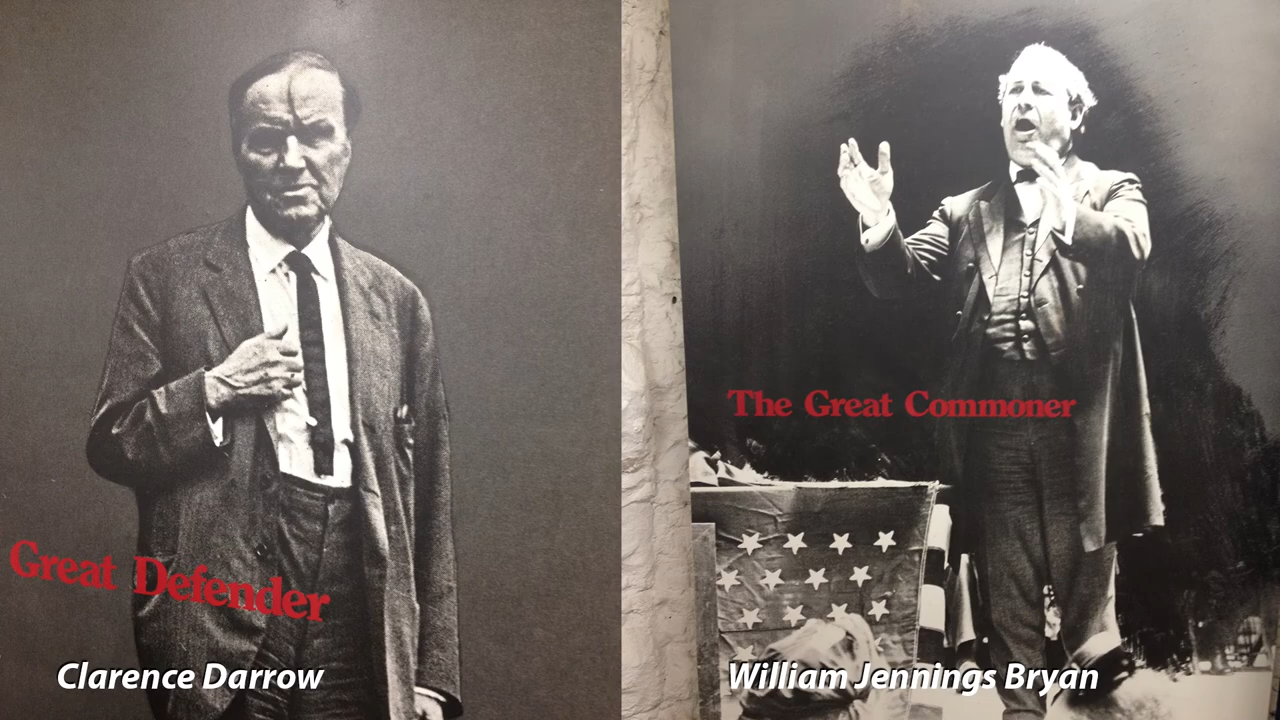 Great Defender
Clarence Darrow
The Great Commoner
William Jennings Bryan